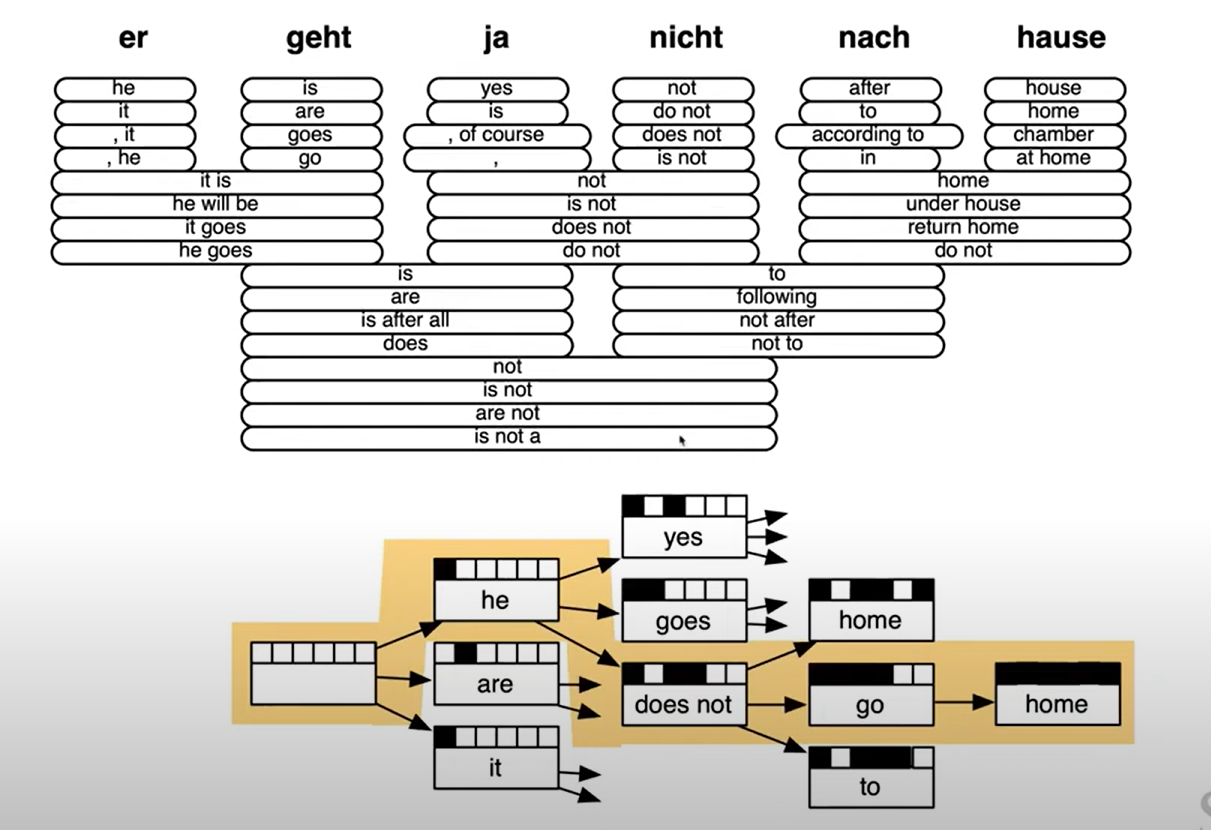 er geht ja nicht nach hause
he is yes not after house
it are is do not to home
, it goes , of course does not according to chamber
, he go , is not in at home
it is not home
he will be is not under house
it goes does not return home
he goes do not do not
is to
are following
is after all not after
does not to
not
is not
are not
is not a
yes
he goes home
are does not go home
it to